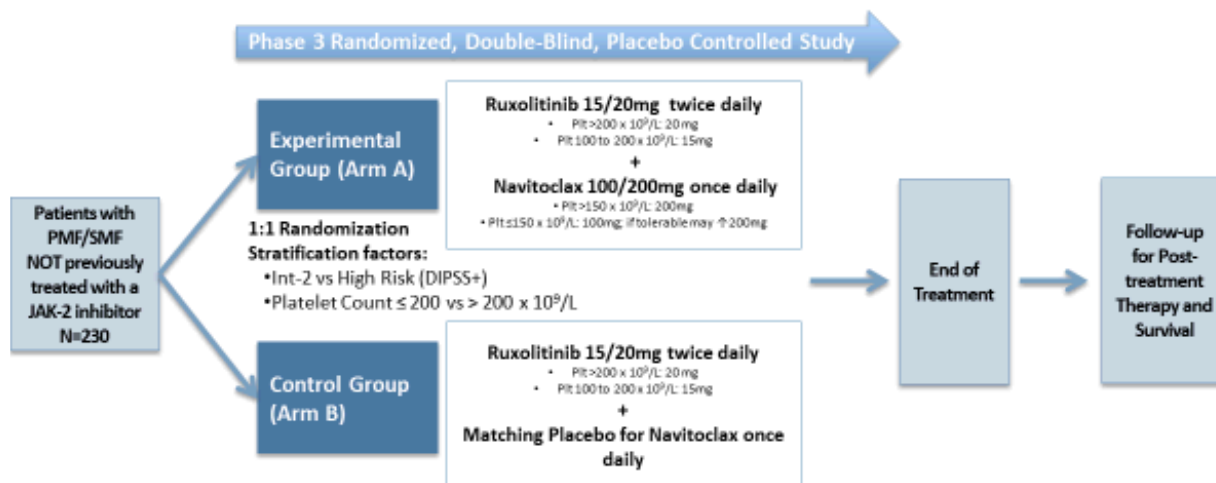 Phase 3 Randomized, Double-Blind, Placebo Controlled Study
Patients with
PMF/SMF
NOT previously
treated with a
JAK-2 inhibitor
N=230
Experimental
Group (Arm A)
Ruxolitinib 15/20mg twice daily
• Plt >200 x 10⁹/L: 20mg
• Plt 100 to 200 x 10⁹/L: 15mg
+
Navitoclax 100/200mg once daily
• Plt >150 x 10⁹/L: 200mg
• Plt ≤150 x 10⁹/L: 100mg; if tolerable may ↑ 200mg
1:1 Randomization
Stratification factors:
•Int-2 vs High Risk (DIPSS+)
•Platelet Count ≤ 200 vs > 200 x 10⁹/L
Control Group
(Arm B)
Ruxolitinib 15/20mg twice daily
• Plt >200 x 10⁹/L: 20mg
• Plt 100 to 200 x 10⁹/L: 15mg
+
Matching Placebo for Navitoclax once
daily
End of
Treatment
Follow-up
for Post-
treatment
Therapy and
Survival